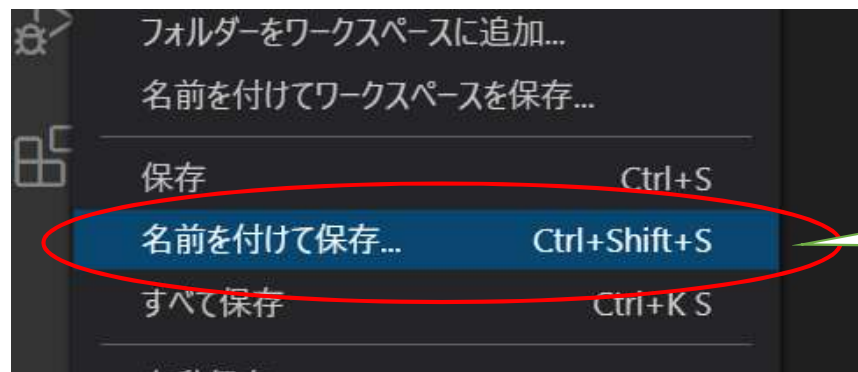 フォルダーをワークスペースに追加...
名前を付けてワークスペースを保存...
保存 Ctrl+S
名前を付けて保存... Ctrl+Shift+S
すべて保存 Ctrl+K S